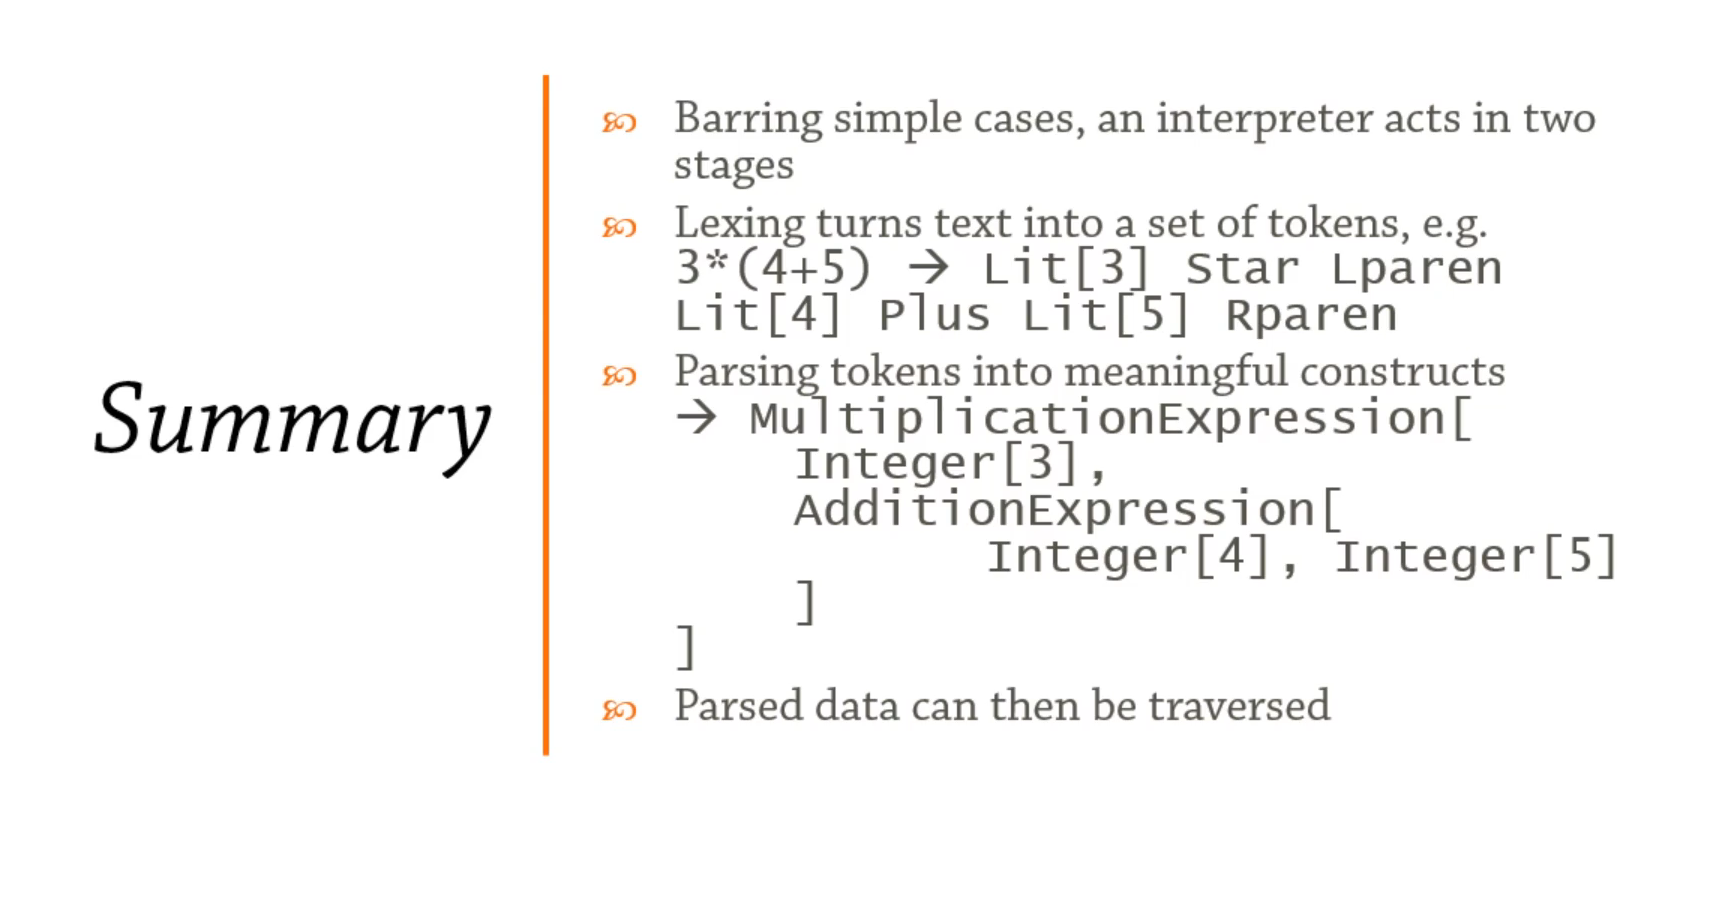 Summary
Barring simple cases, an interpreter acts in two
stages
Lexing turns text into a set of tokens, e.g.
3*(4+5) → Lit[3] Star Lparen
Lit[4] Plus Lit[5] Rparen
Parsing tokens into meaningful constructs
→ MultiplicationExpression[
Integer[3],
AdditionExpression[
Integer[4], Integer[5]
]
]
Parsed data can then be traversed